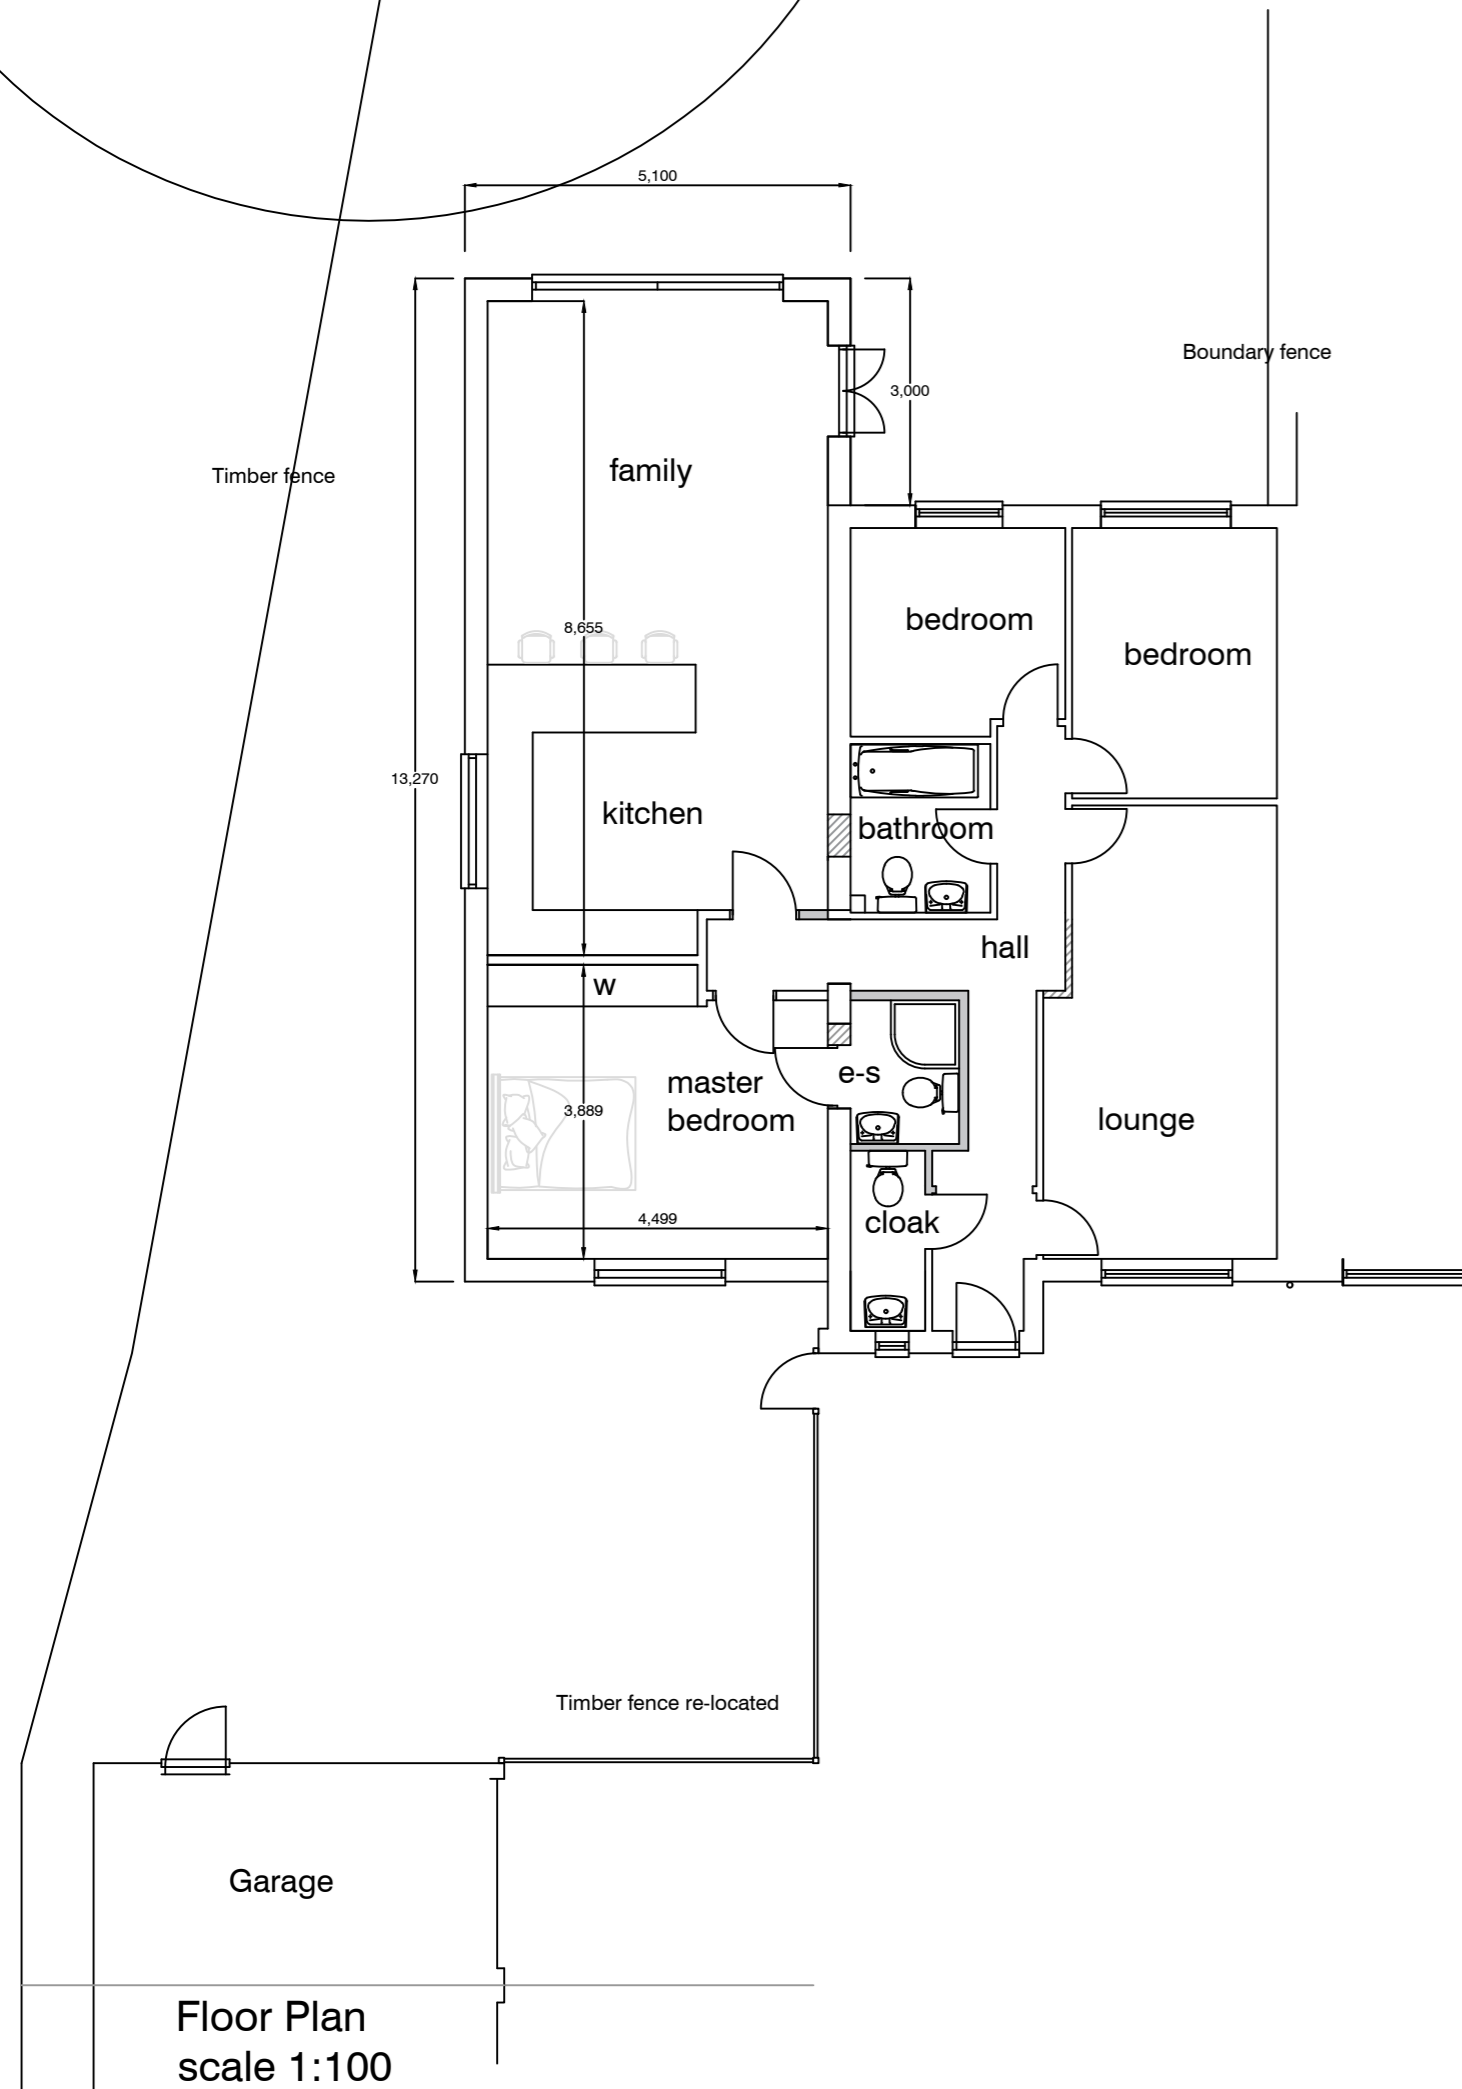 5,100
Boundary fence
3,000
family
Timber fence
bedroom
8,655
bedroom
13,270
kitchen
bathroom
hall
w
e-s
master
bedroom
3,889
lounge
4,499
cloak
Timber fence re-located
Garage
Floor Plan
scale 1:100